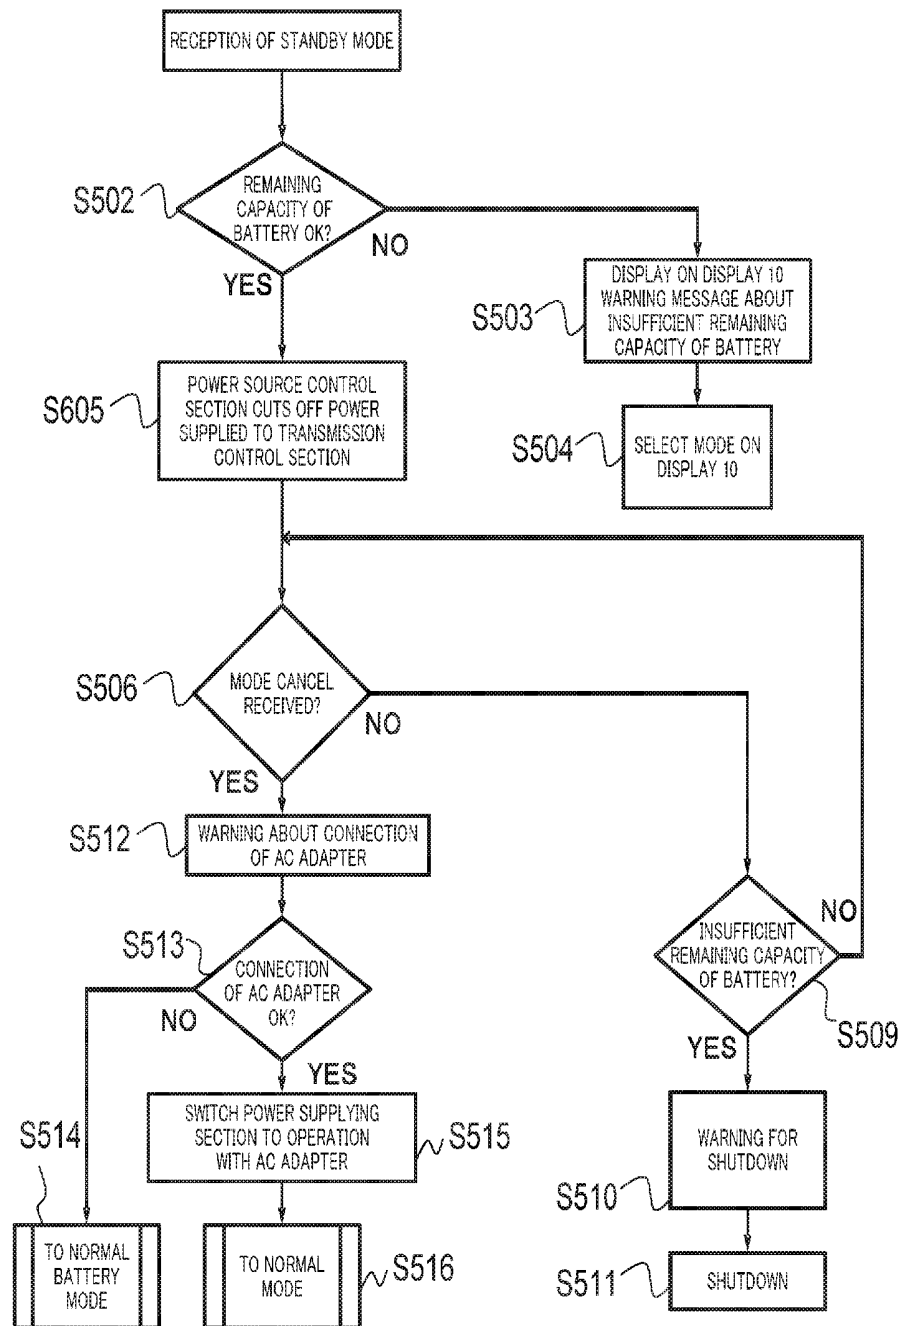 RECEPTION OF STANDBY MODE
S502
REMAINING
CAPACITY OF
BATTERY OK?
NO
YES
S503
DISPLAY ON DISPLAY 10
WARNING MESSAGE ABOUT
INSUFFICIENT REMAINING
CAPACITY OF BATTERY
S605
POWER SOURCE CONTROL
SECTION CUTS OFF POWER
SUPPLIED TO TRANSMISSION
CONTROL SECTION
S504
SELECT MODE ON
DISPLAY 10
S506
MODE CANCEL
RECEIVED?
NO
YES
S512
WARNING ABOUT CONNECTION
OF AC ADAPTER
S513
CONNECTION
OF AC ADAPTER
OK?
NO
YES
INSUFFICIENT
REMAINING CAPACITY
OF BATTERY?
NO
S509
YES
S514
SWITCH POWER SUPPLYING
SECTION TO OPERATION
WITH AC ADAPTER
S515
WARNING FOR
SHUTDOWN
S510
TO NORMAL
BATTERY
MODE
TO NORMAL
MODE
S516
S511
SHUTDOWN